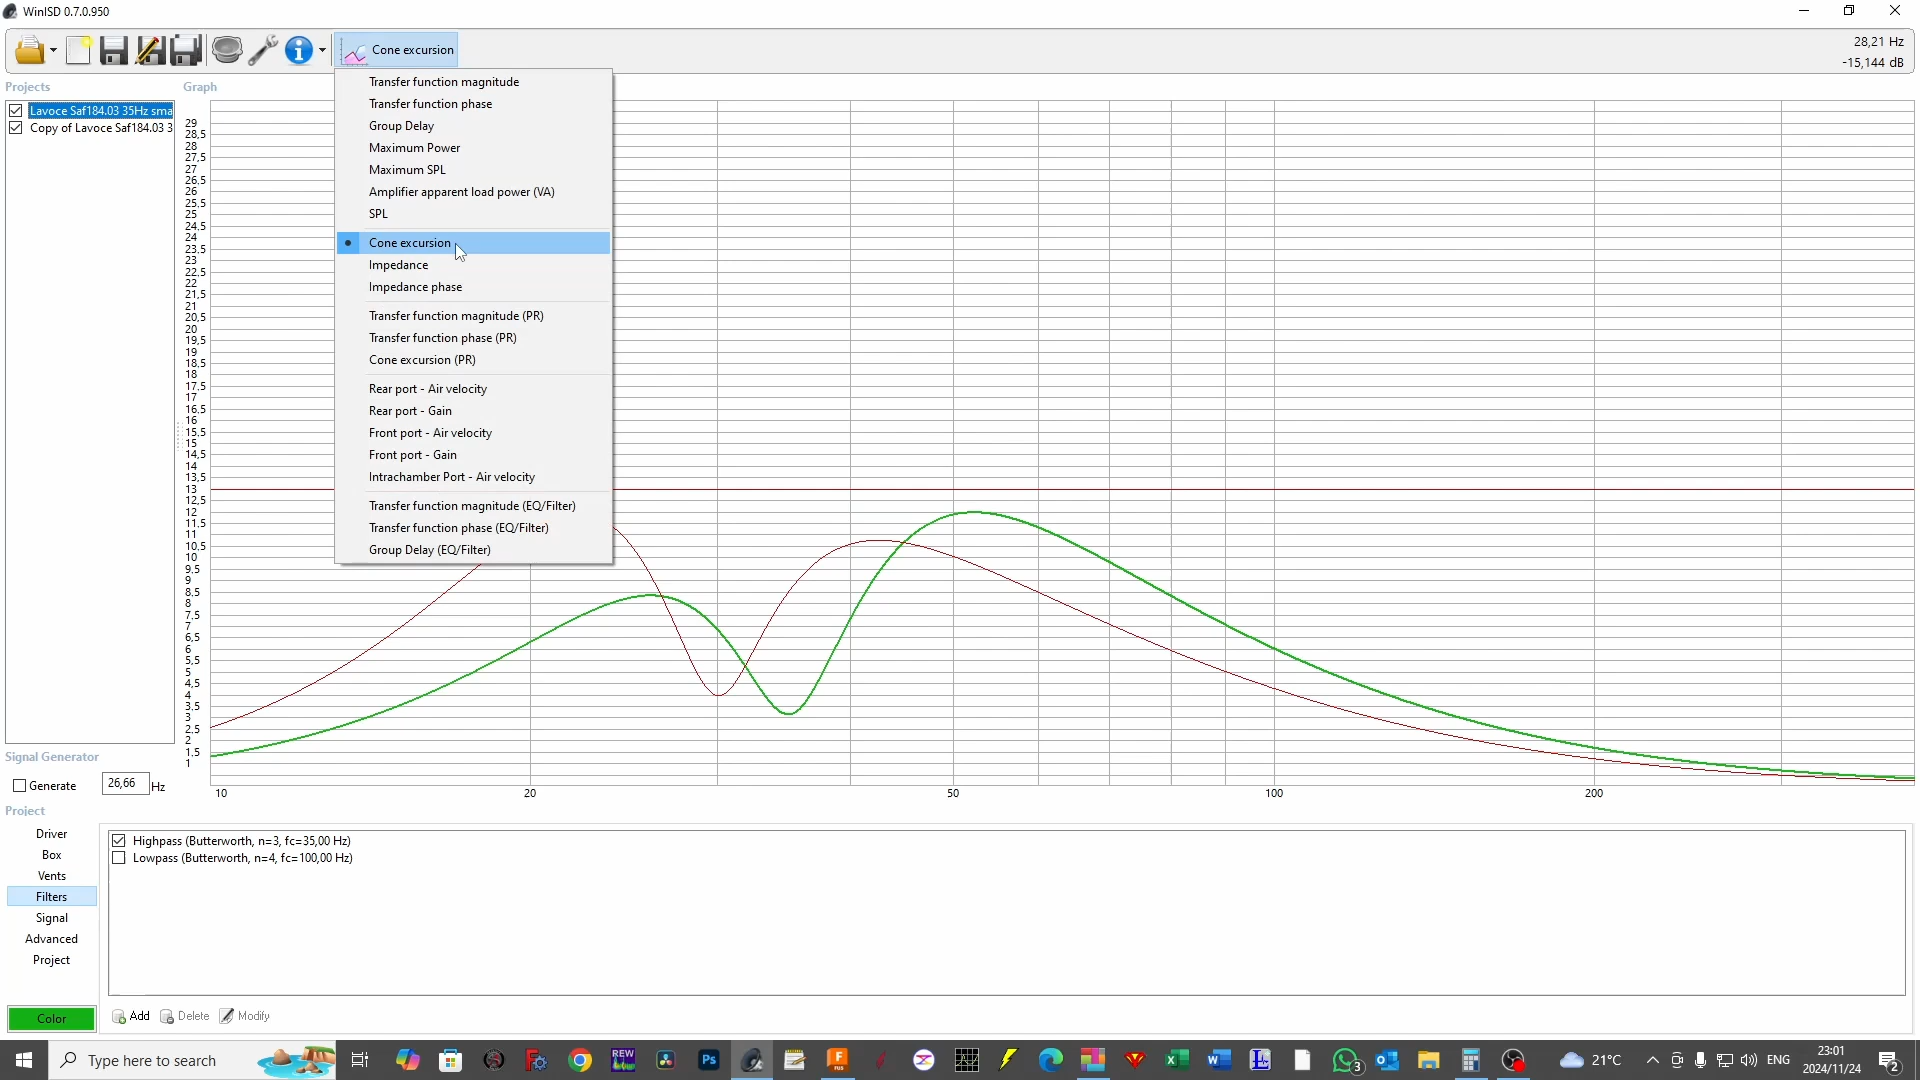 WinISD 0.7.0.950
Cone excursion
28,21 Hz
-15,144 dB
Projects
Lavoce Saf184.03 35Hz sma
Copy of Lavoce Saf184.03 3
Graph
Transfer function magnitude
Transfer function phase
Group Delay
Maximum Power
Maximum SPL
Amplifier apparent load power (VA)
SPL
Cone excursion
Impedance
Impedance phase
Transfer function magnitude (PR)
Transfer function phase (PR)
Cone excursion (PR)
Rear port - Air velocity
Rear port - Gain
Front port - Air velocity
Front port - Gain
Intrachamber Port - Air velocity
Transfer function magnitude (EQ/Filter)
Transfer function phase (EQ/Filter)
Group Delay (EQ/Filter)
29
28,5
28
27,5
27
26,5
26
25,5
25
24,5
24
23,5
23
22,5
22
21,5
21
20,5
20
19,5
19
18,5
18
17,5
17
16,5
16
15,5
15
14,5
14
13,5
13
12,5
12
11,5
11
10,5
10
9,5
9
8,5
8
7,5
7
6,5
6
5,5
5
4,5
4
3,5
3
2,5
2
1,5
1
10 20 50 100 200
Signal Generator
Generate 26,66 Hz
Project
Driver
Box
Vents
Filters
Signal
Advanced
Project
Color
Highpass (Butterworth, n=3, fc=35,00 Hz)
Lowpass (Butterworth, n=4, fc=100,00 Hz)
Add Delete Modify
Type here to search
REW
Ps
F
RUS
3
21°C
ENG
23:01
2024/11/24
2